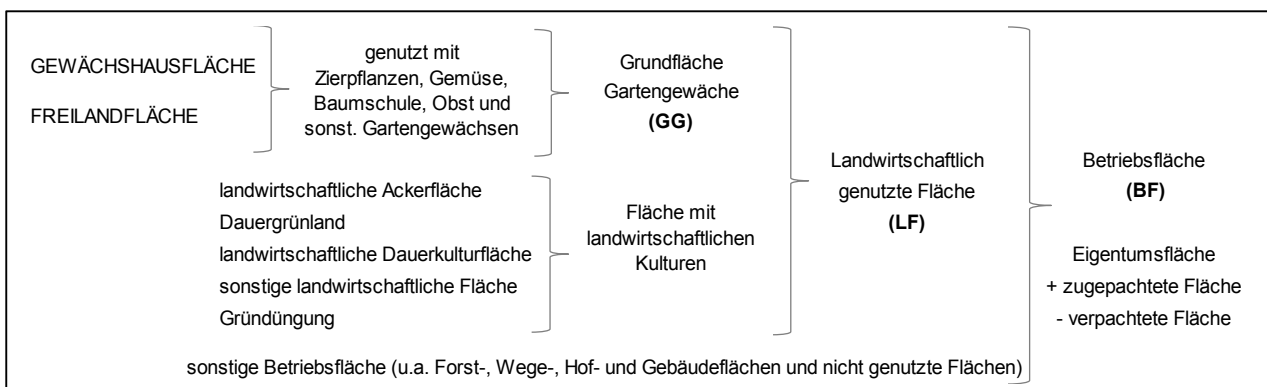 GEWÄCHSHAUSFLÄCHE
FREILANDFLÄCHE
genutzt mit
Zierpflanzen, Gemüse,
Baumschule, Obst und
sonst. Gartengewächsen
Grundfläche
Gartengewäche
(GG)
landwirtschaftliche Ackerfläche
Dauergrünland
landwirtschaftliche Dauerkulturfläche
sonstige landwirtschaftliche Fläche
Gründüngung
Fläche mit
landwirtschaftlichen
Kulturen
Landwirtschaftlich
genutzte Fläche
(LF)
sonstige Betriebsfläche (u.a. Forst-, Wege-, Hof- und Gebäudeflächen und nicht genutzte Flächen)
Betriebsfläche
(BF)
Eigentumsfläche
+ zugepachtete Fläche
- verpachtete Fläche